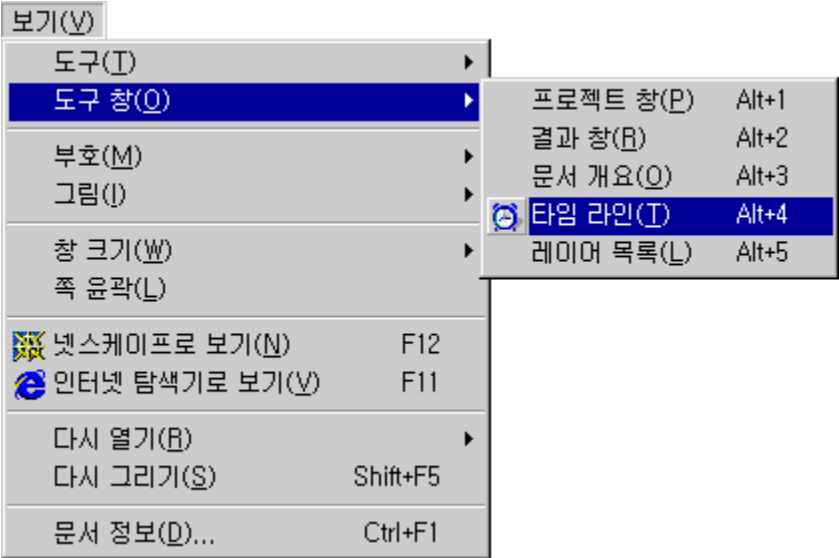 보기(V)
도구(T)
도구 창(O)
부호(M)
그림(I)
창 크기(W)
쪽 윤곽(L)
넷스케이프로 보기(N) F12
인터넷 탐색기로 보기(V) F11
다시 열기(R)
다시 그리기(S) Shift+F5
문서 정보(D)... Ctrl+F1
프로젝트 창(P) Alt+1
결과 창(R) Alt+2
문서 개요(O) Alt+3
타임 라인(T) Alt+4
레이어 목록(L) Alt+5